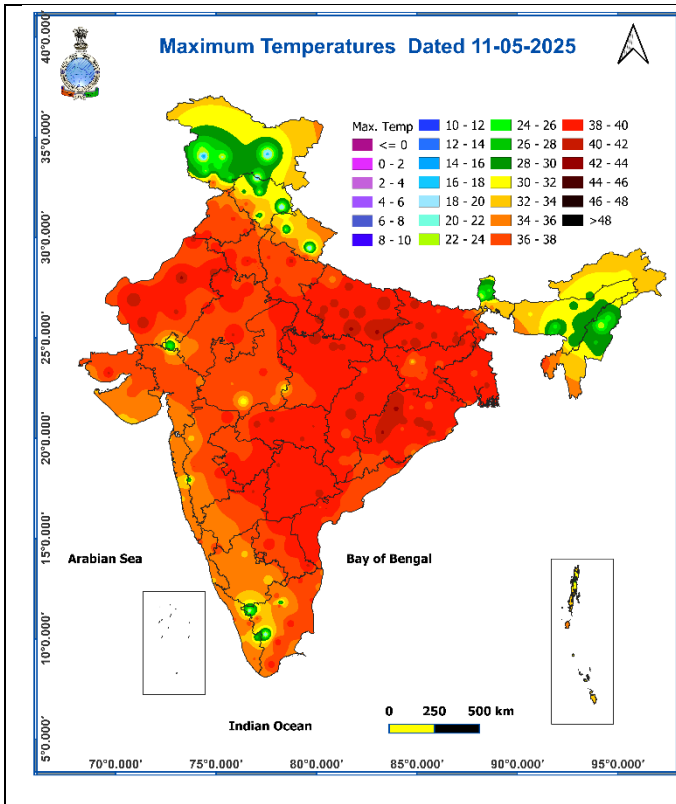 Maximum Temperatures Dated 11-05-2025
Max. Temp
<= 0
0 - 2
2 - 4
4 - 6
6 - 8
8 - 10
10 - 12
12 - 14
14 - 16
16 - 18
18 - 20
20 - 22
22 - 24
24 - 26
26 - 28
28 - 30
30 - 32
32 - 34
34 - 36
36 - 38
38 - 40
40 - 42
42 - 44
44 - 46
46 - 48
>48
40°0.000'
35°0.000'
30°0.000'
25°0.000'
20°0.000'
15°0.000'
10°0.000'
5°0.000'
Arabian Sea
Bay of Bengal
Indian Ocean
0 250 500 km
70°0.000' 75°0.000' 80°0.000' 85°0.000' 90°0.000' 95°0.000'